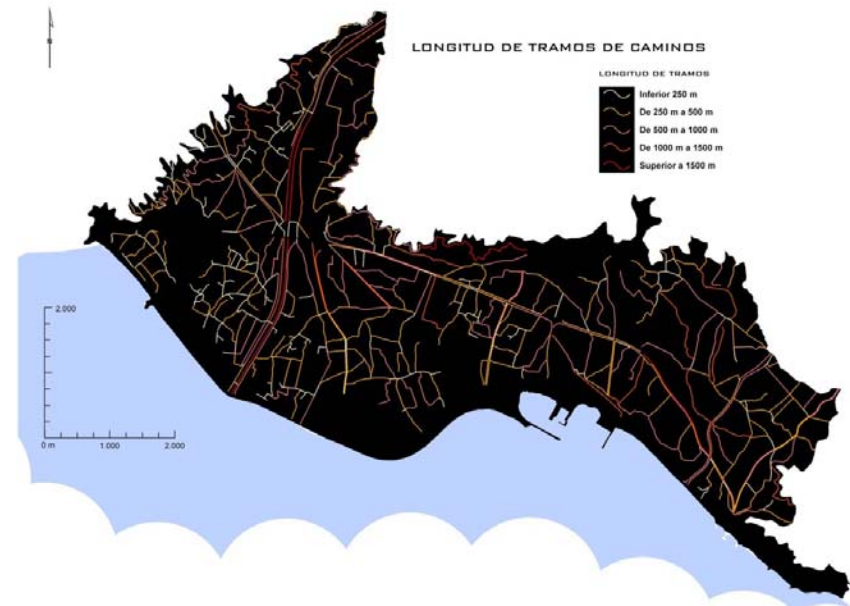 N
LONGITUD DE TRAMOS DE CAMINOS
LONGITUD DE TRAMOS
Inferior 250 m
De 250 m a 500 m
De 500 m a 1000 m
De 1000 m a 1500 m
Superior a 1500 m
2.000
0 m 1.000 2.000